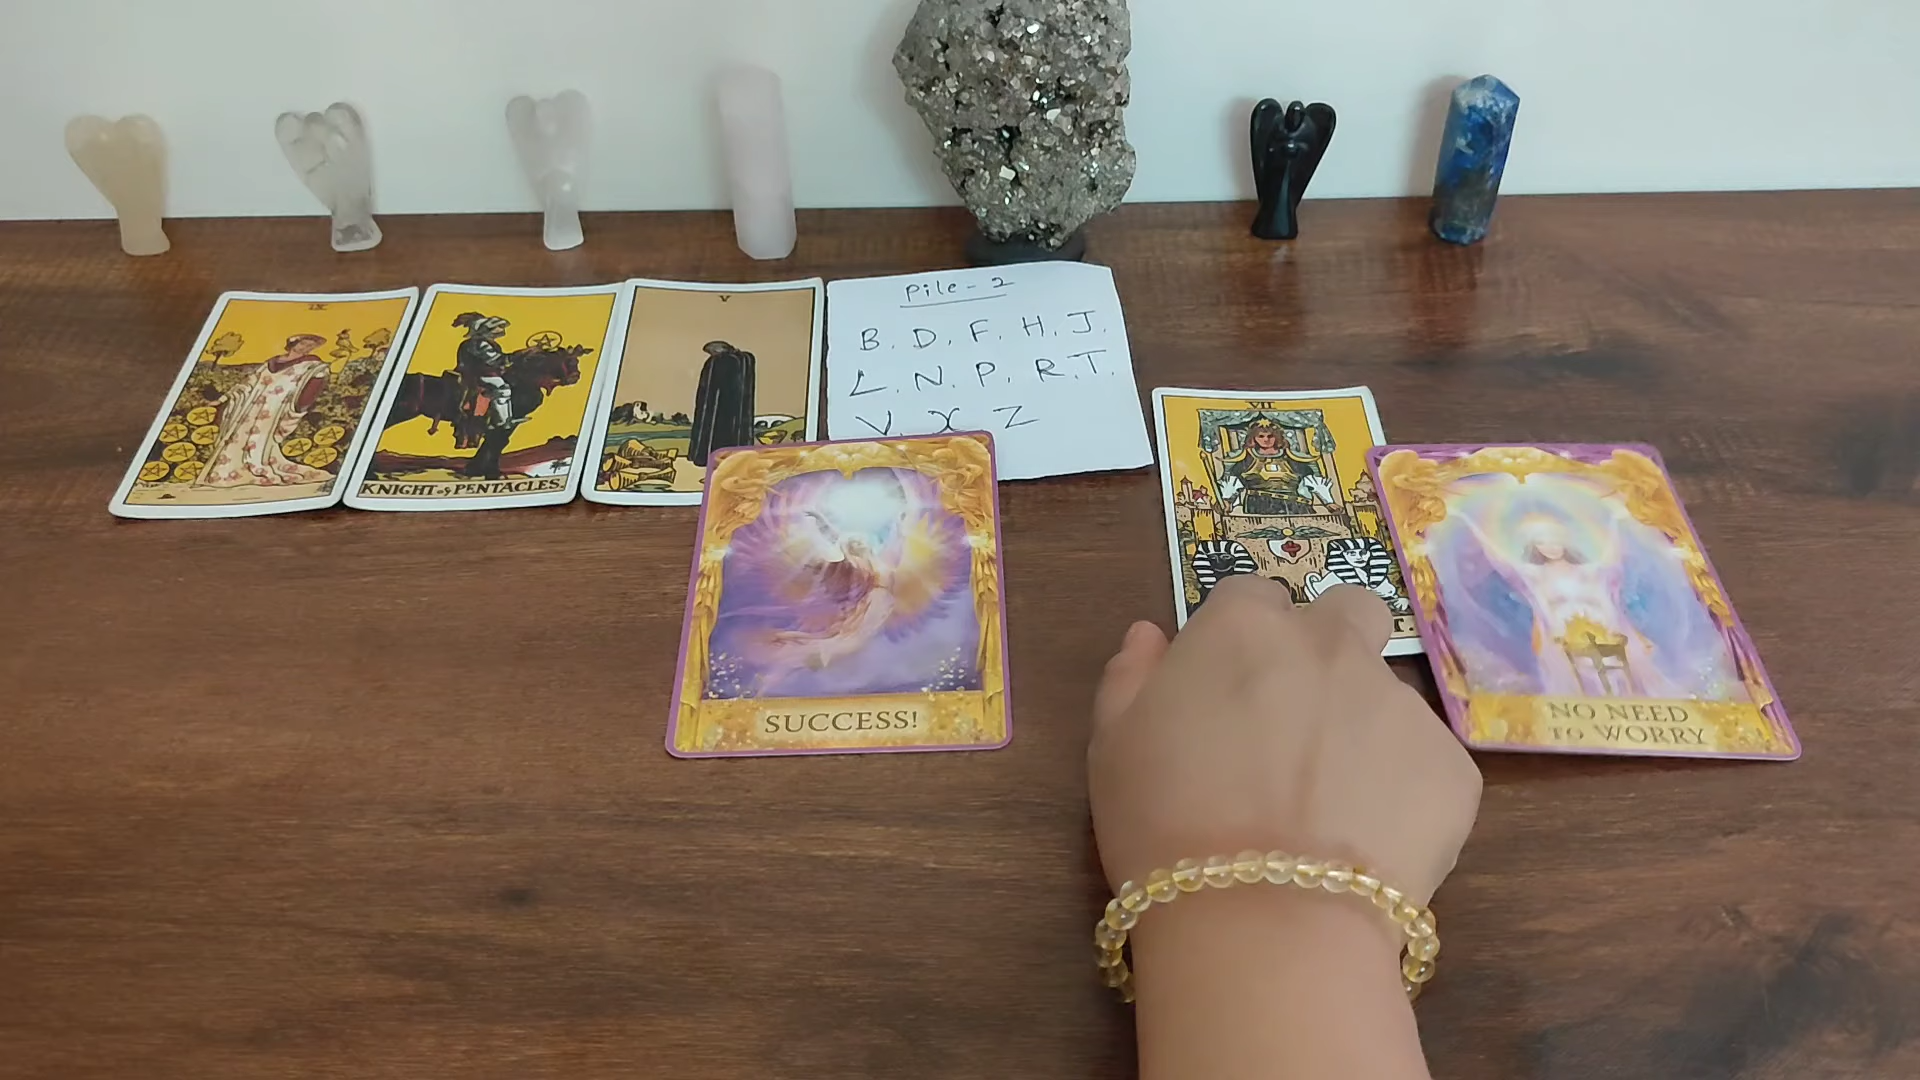 IX
KNIGHT of PENTACLES.
V
Pile - 2
B. D. F. H. J.
L. N. P. R. T.
V. X Z
VII
T.
SUCCESS!
NO NEED
TO WORRY